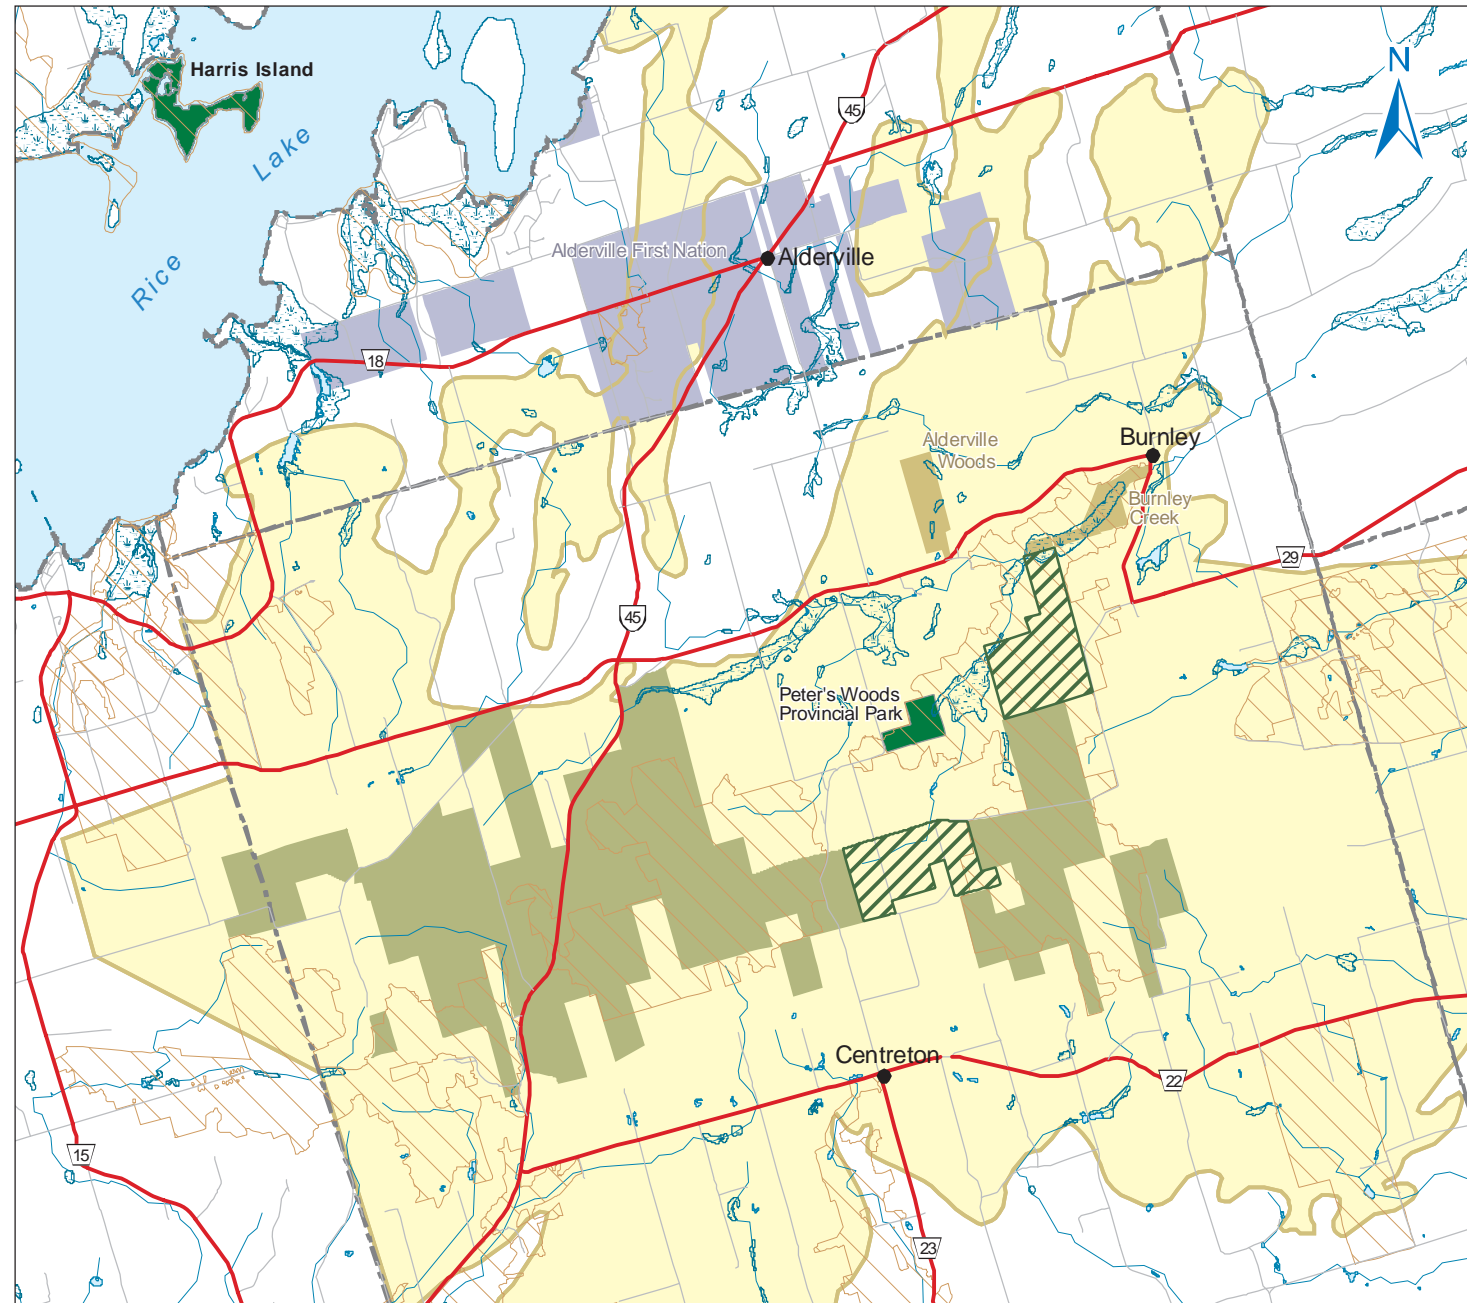 N
Harris Island
45
Lake
Rice
Alderville First Nation
Alderville
18
Burnley
Alderville
Woods
Burnley
Creek
29
45
Peter's Woods
Provincial Park
Centreton
22
15
23